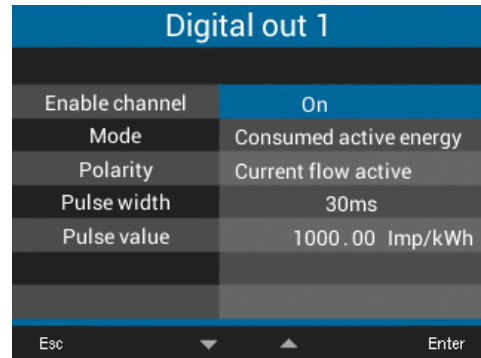 Digital out 1
Enable channel On
Mode Consumed active energy
Polarity Current flow active
Pulse width 30ms
Pulse value 1000.00 Imp/kWh
Esc Enter